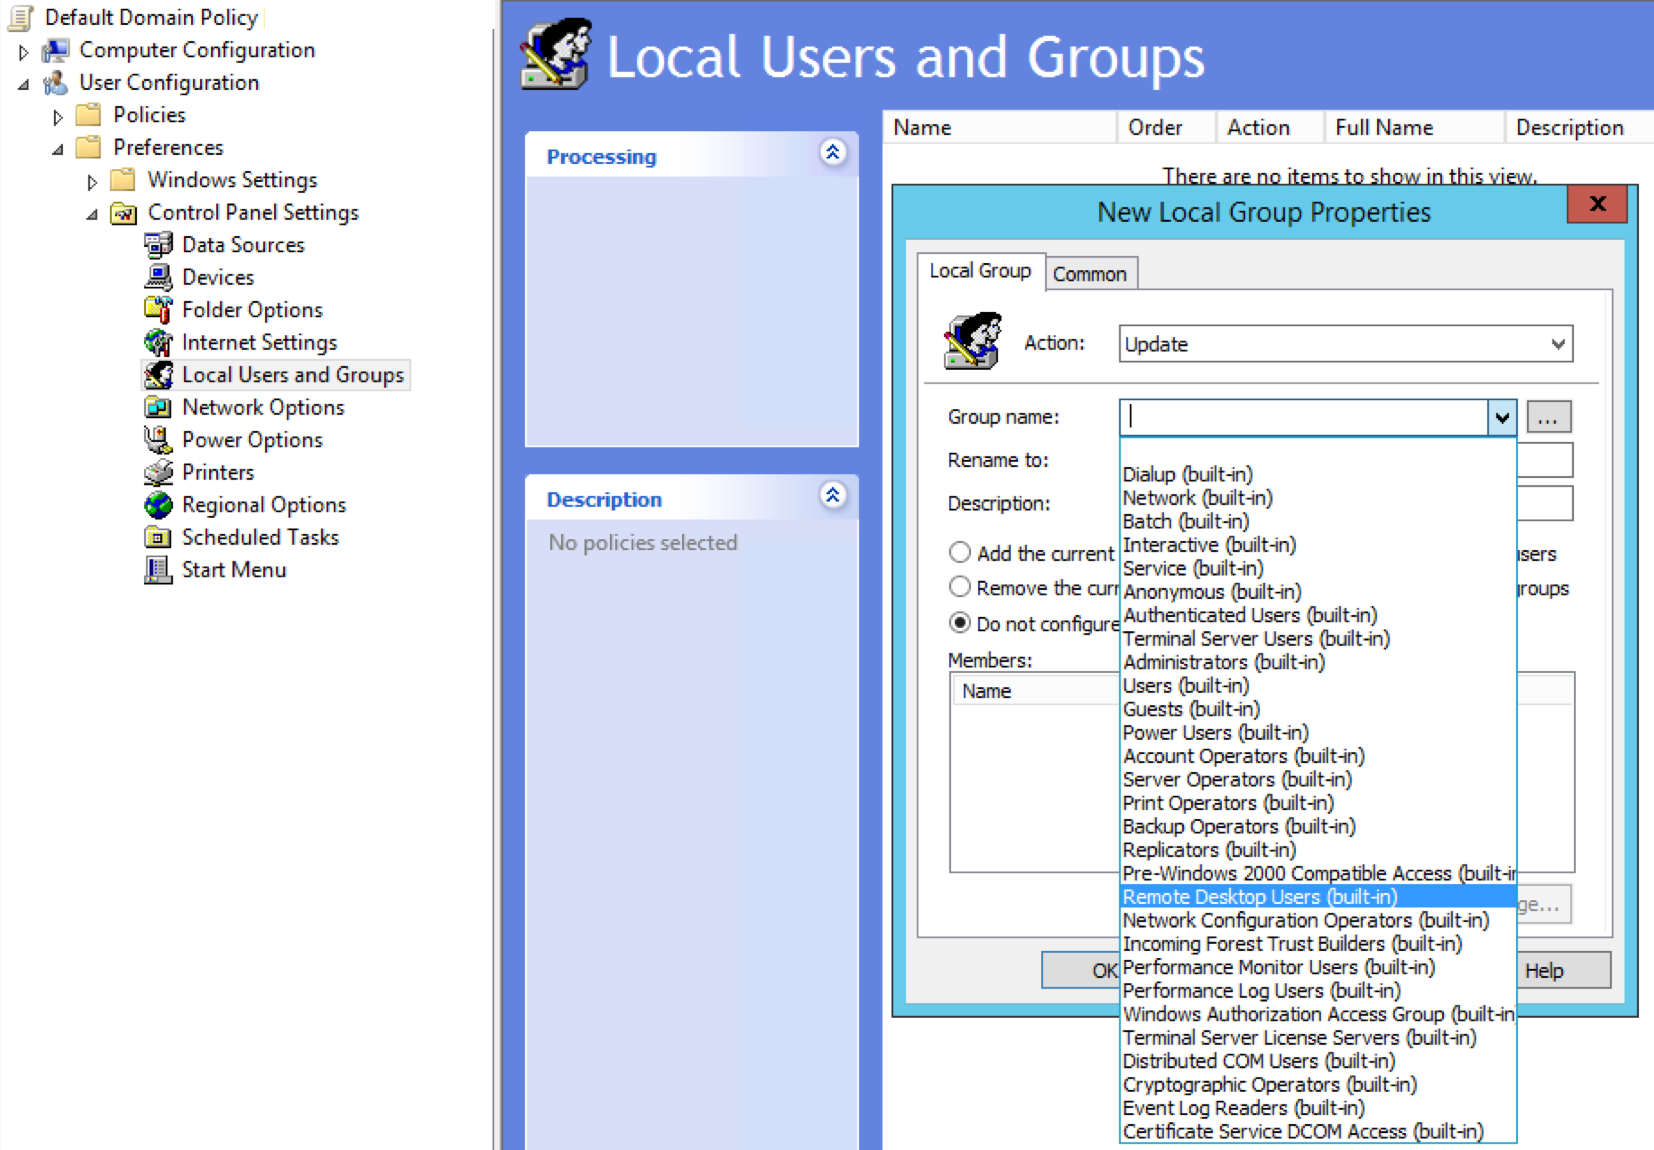 Default Domain Policy
Computer Configuration
User Configuration
Policies
Preferences
Windows Settings
Control Panel Settings
Data Sources
Devices
Folder Options
Internet Settings
Local Users and Groups
Network Options
Power Options
Printers
Regional Options
Scheduled Tasks
Start Menu
Local Users and Groups
Processing
Description
No policies selected
Name Order Action Full Name Description
There are no items to show in this view.
New Local Group Properties
X
Local Group Common
Action: Update
Group name: ...
Rename to:
Description:
Add the current sers
Remove the curr groups
Do not configure
Members:
Name
ge...
OK Help
Dialup (built-in)
Network (built-in)
Batch (built-in)
Interactive (built-in)
Service (built-in)
Anonymous (built-in)
Authenticated Users (built-in)
Terminal Server Users (built-in)
Administrators (built-in)
Users (built-in)
Guests (built-in)
Power Users (built-in)
Account Operators (built-in)
Server Operators (built-in)
Print Operators (built-in)
Backup Operators (built-in)
Replicators (built-in)
Pre-Windows 2000 Compatible Access (built-in
Remote Desktop Users (built-in)
Network Configuration Operators (built-in)
Incoming Forest Trust Builders (built-in)
Performance Monitor Users (built-in)
Performance Log Users (built-in)
Windows Authorization Access Group (built-in
Terminal Server License Servers (built-in)
Distributed COM Users (built-in)
Cryptographic Operators (built-in)
Event Log Readers (built-in)
Certificate Service DCOM Access (built-in)